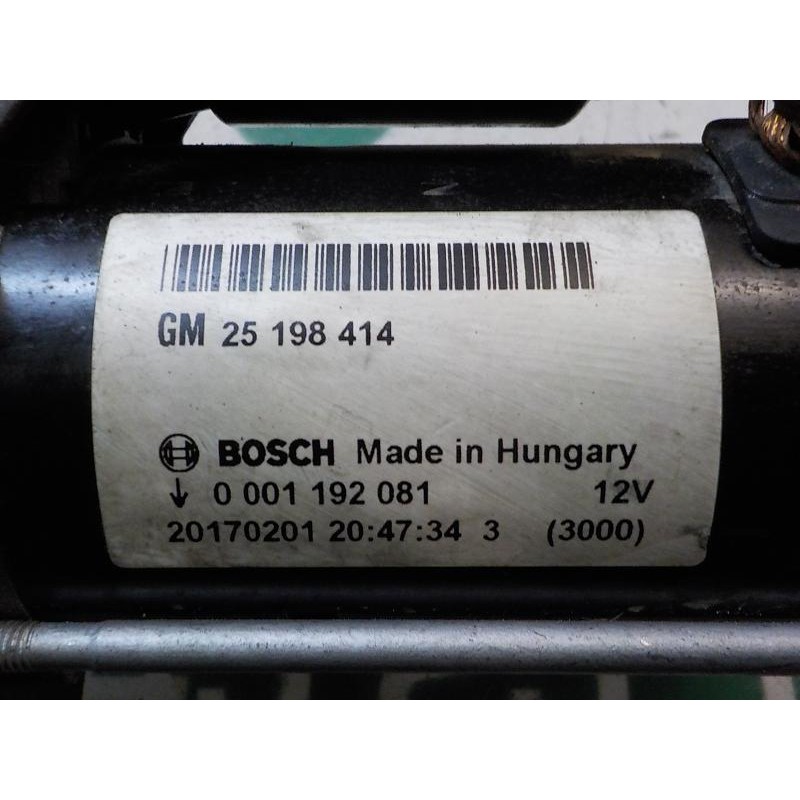 GM 25 198 414
BOSCH Made in Hungary
↓ 0 001 192 081 12V
20170201 20:47:34 3 (3000)